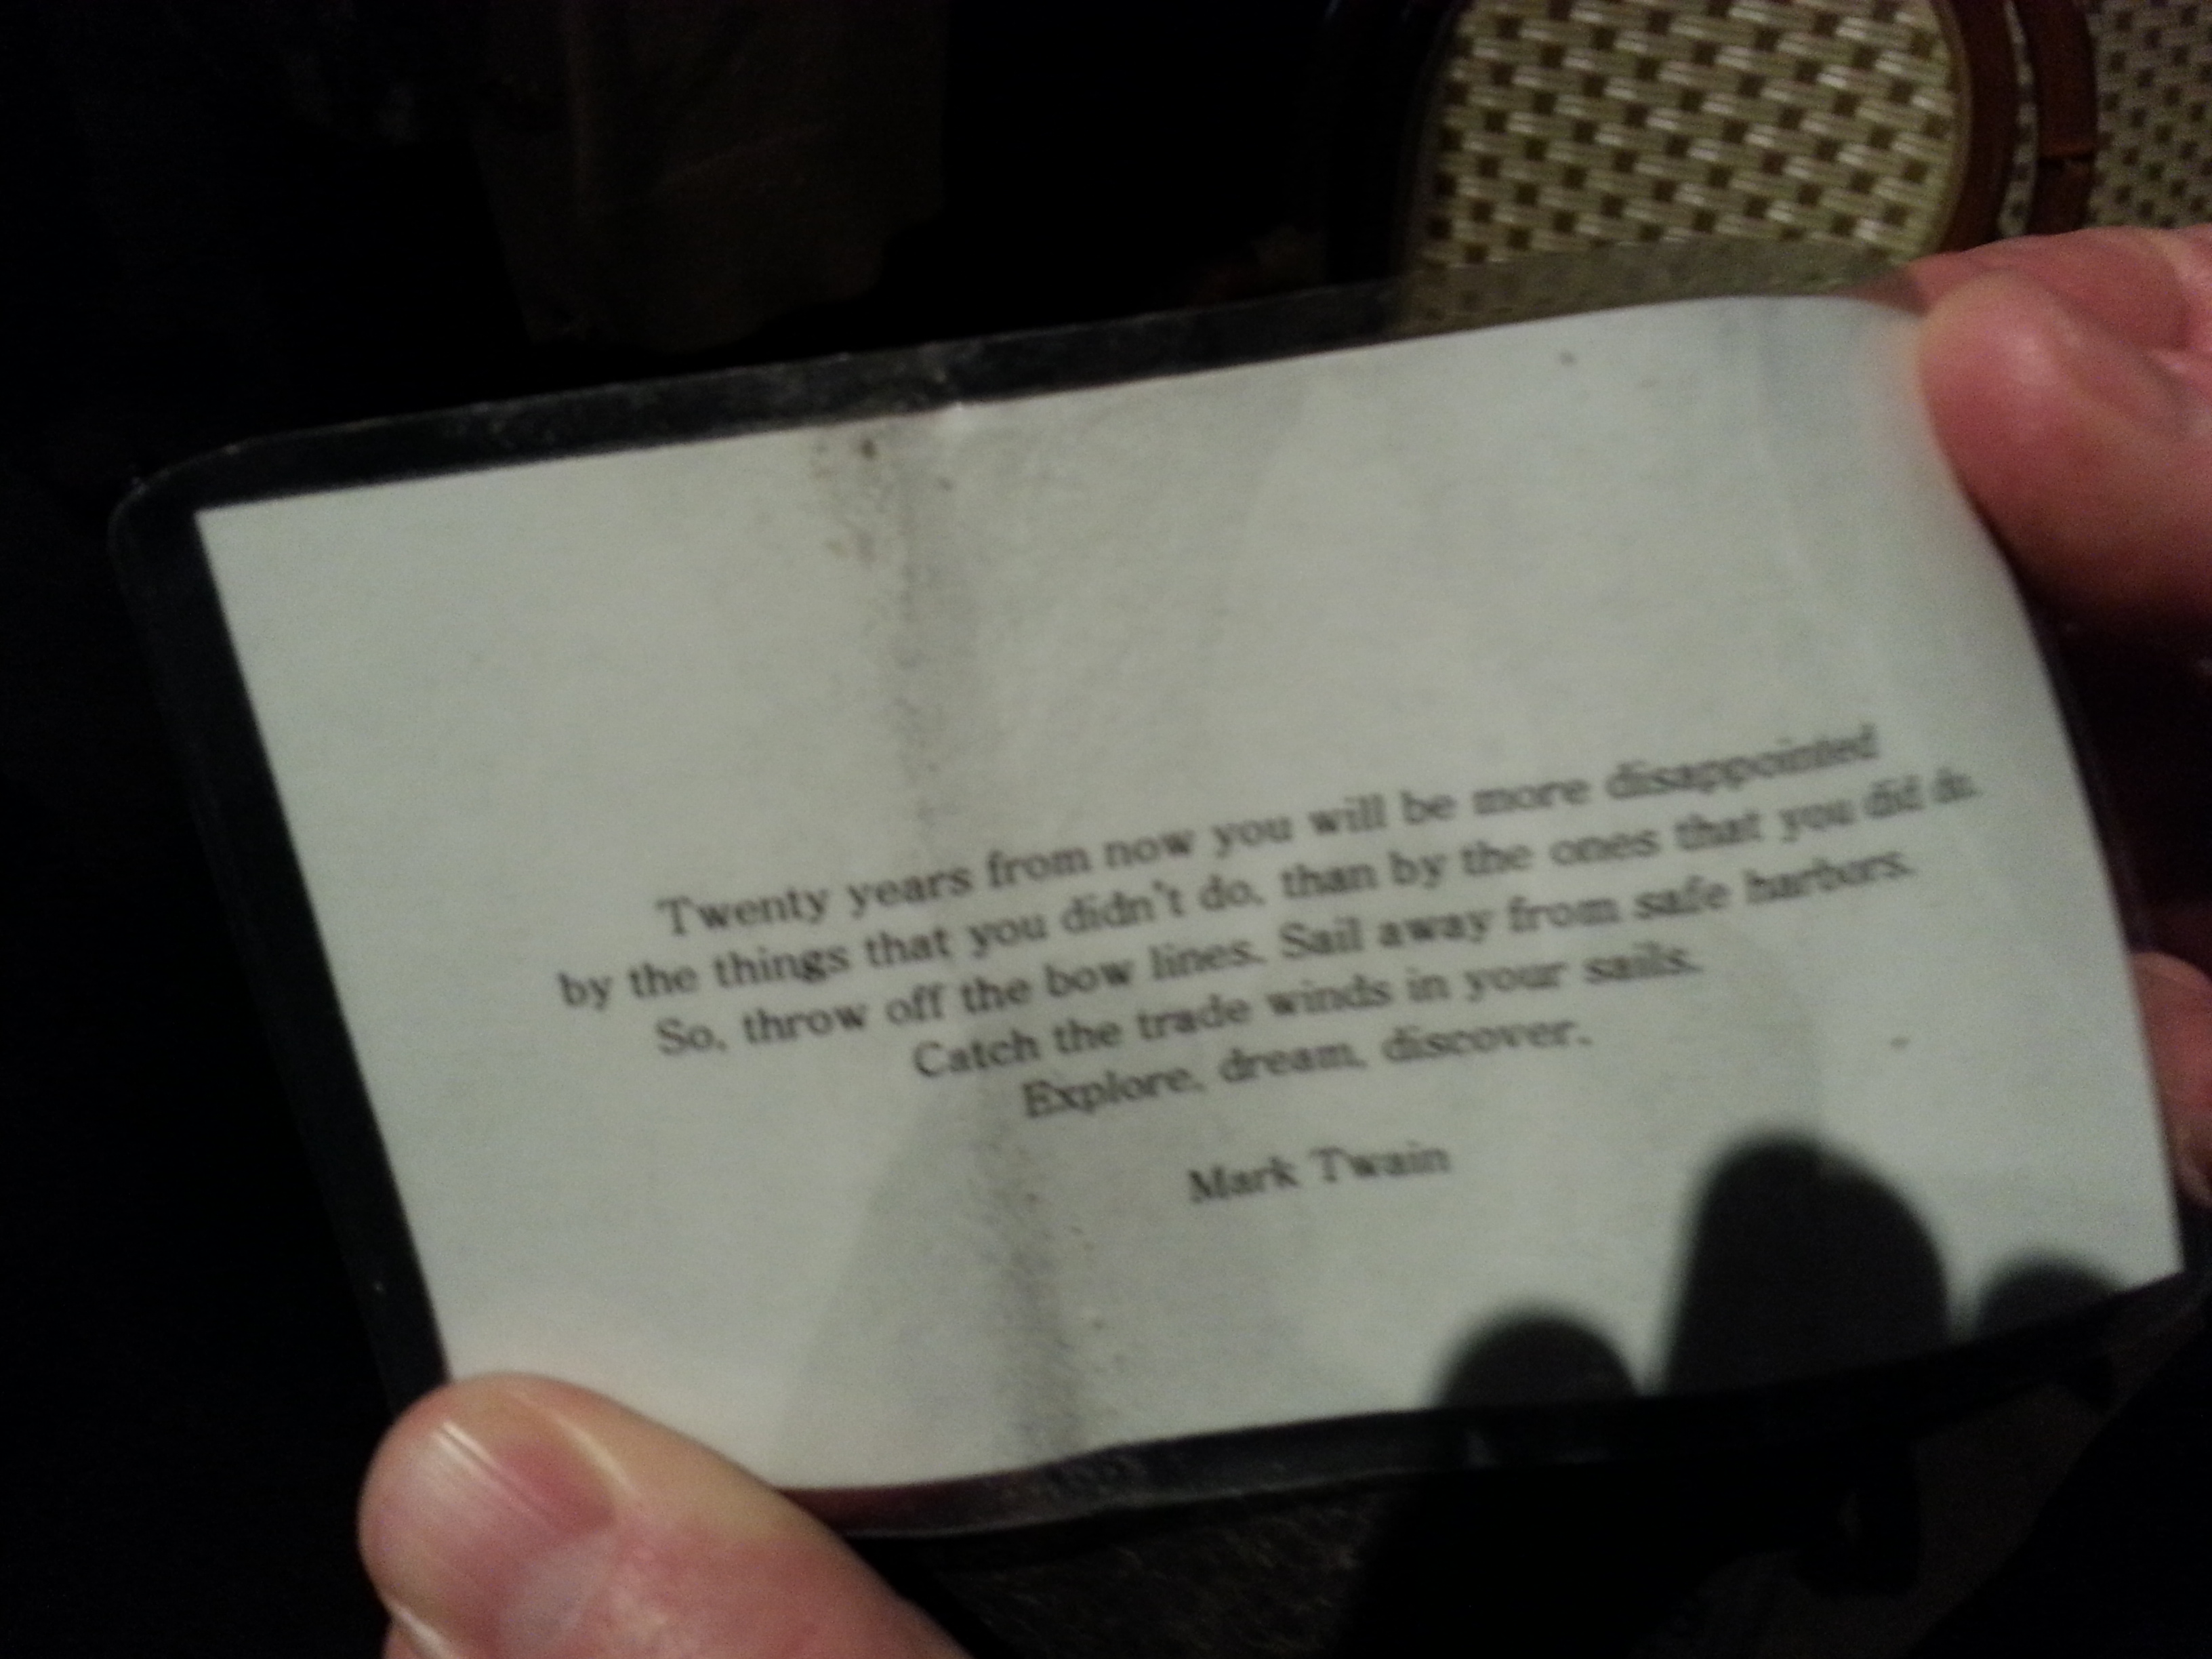 Twenty years from now you will be more disappointed
by the things that you didn't do, than by the ones that you did do.
So, throw off the bow lines. Sail away from safe harbors.
Catch the trade winds in your sails.
Explore, dream, discover.
Mark Twain